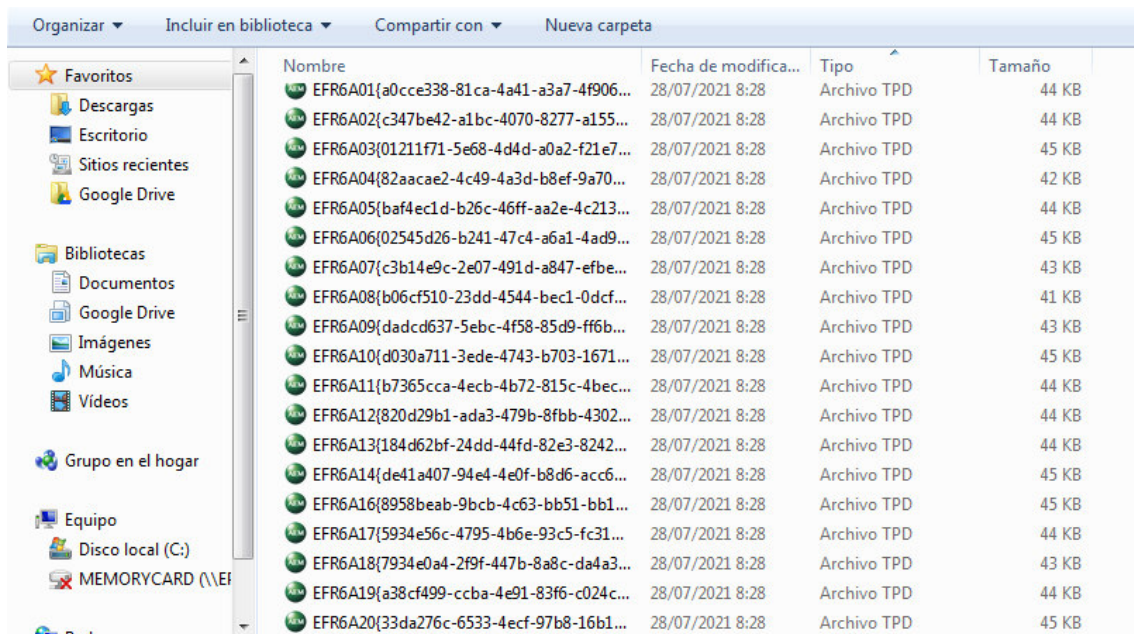 Organizar Incluir en biblioteca Compartir con Nueva carpeta
Favoritos
Descargas
Escritorio
Sitios recientes
Google Drive
Bibliotecas
Documentos
Google Drive
Imágenes
Música
Vídeos
Grupo en el hogar
Equipo
Disco local (C:)
MEMORYCARD (\\EF
Nombre Fecha de modifica... Tipo Tamaño
EFR6A01{a0cce338-81ca-4a41-a3a7-4f906... 28/07/2021 8:28 Archivo TPD 44 KB
EFR6A02{c347be42-a1bc-4070-8277-a155... 28/07/2021 8:28 Archivo TPD 44 KB
EFR6A03{01211f71-5e68-4d4d-a0a2-f21e7... 28/07/2021 8:28 Archivo TPD 45 KB
EFR6A04{82aacae2-4c49-4a3d-b8ef-9a70... 28/07/2021 8:28 Archivo TPD 42 KB
EFR6A05{baf4ec1d-b26c-46ff-aa2e-4c213... 28/07/2021 8:28 Archivo TPD 44 KB
EFR6A06{02545d26-b241-47c4-a6a1-4ad9... 28/07/2021 8:28 Archivo TPD 45 KB
EFR6A07{c3b14e9c-2e07-491d-a847-efbe... 28/07/2021 8:28 Archivo TPD 43 KB
EFR6A08{b06cf510-23dd-4544-bec1-0dcf... 28/07/2021 8:28 Archivo TPD 41 KB
EFR6A09{dadcd637-5ebc-4f58-85d9-ff6b... 28/07/2021 8:28 Archivo TPD 43 KB
EFR6A10{d030a711-3ede-4743-b703-1671... 28/07/2021 8:28 Archivo TPD 45 KB
EFR6A11{b7365cca-4ecb-4b72-815c-4bec... 28/07/2021 8:28 Archivo TPD 44 KB
EFR6A12{820d29b1-ada3-479b-8fbb-4302... 28/07/2021 8:28 Archivo TPD 44 KB
EFR6A13{184d62bf-24dd-44fd-82e3-8242... 28/07/2021 8:28 Archivo TPD 44 KB
EFR6A14{de41a407-94e4-4e0f-b8d6-acc6... 28/07/2021 8:28 Archivo TPD 45 KB
EFR6A16{8958beab-9bcb-4c63-bb51-bb1... 28/07/2021 8:28 Archivo TPD 45 KB
EFR6A17{5934e56c-4795-4b6e-93c5-fc31... 28/07/2021 8:28 Archivo TPD 44 KB
EFR6A18{7934e0a4-2f9f-447b-8a8c-da4a3... 28/07/2021 8:28 Archivo TPD 43 KB
EFR6A19{a38cf499-ccba-4e91-83f6-c024c... 28/07/2021 8:28 Archivo TPD 44 KB
EFR6A20{33da276c-6533-4ecf-97b8-16b1... 28/07/2021 8:28 Archivo TPD 45 KB